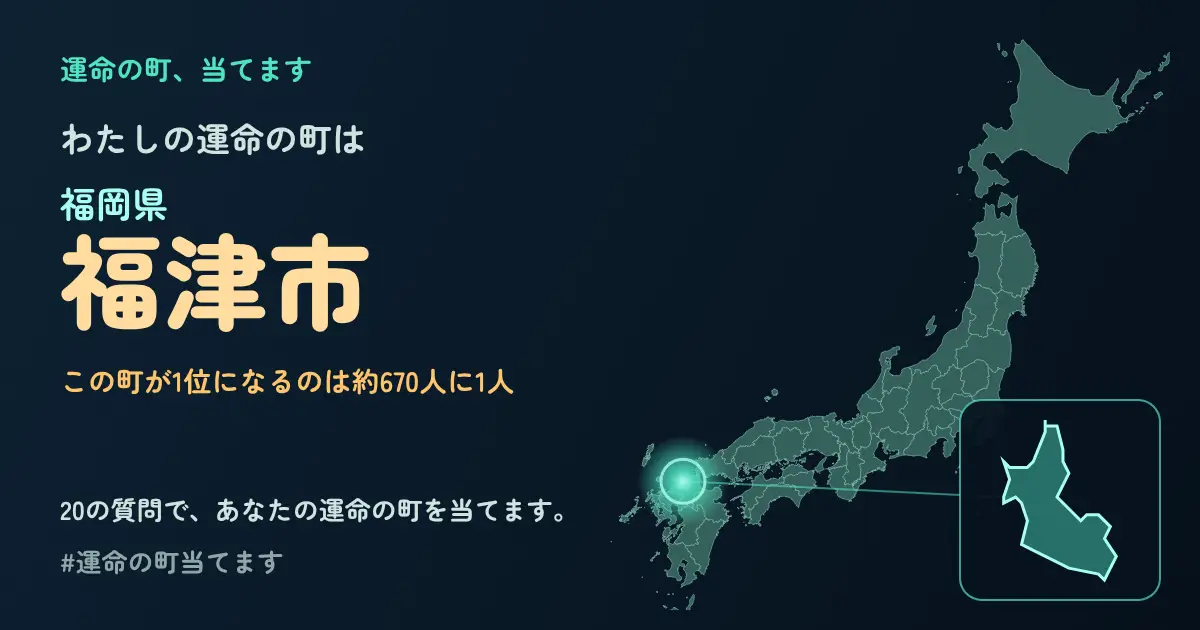 運命の町、当てます
わたしの運命の町は
福岡県
福津市
この町が1位になるのは約670人に1人
20の質問で、あなたの運命の町を当てます。
#運命の町当てます